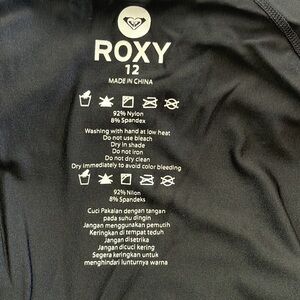 ROXY
12
MADE IN CHINA
92% Nylon
8% Spandex
Washing with hand at low heat
Do not use bleach
Dry in shade
Do not iron
Do not dry clean
Dry immediately to avoid color bleeding
92% Nilon
8% Spandeks
Cuci Pakaian dengan tangan
pada suhu dingin
Jangan menggunakan pemutih
Keringkan di tempat teduh
Jangan disetrika
Jangan dicuci kering
Segera keringkan untuk
menghindari lunturnya warna